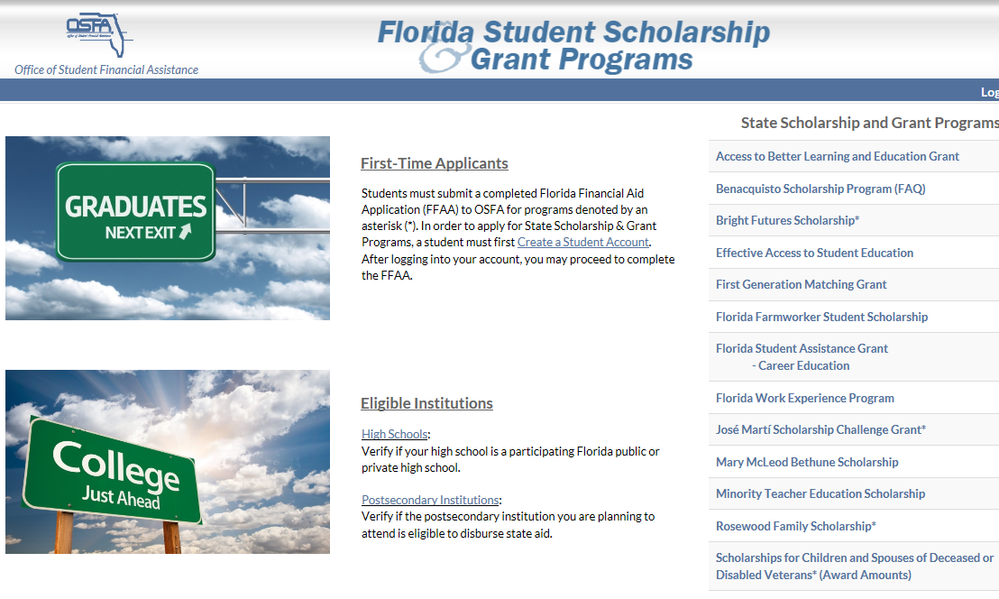 OSFA
Office of Student Financial Assistance
Florida Student Scholarship
& Grant Programs
Log
State Scholarship and Grant Programs
GRADUATES
NEXT EXIT
First-Time Applicants
Students must submit a completed Florida Financial Aid
Application (FFAA) to OSFA for programs denoted by an
asterisk (*). In order to apply for State Scholarship & Grant
Programs, a student must first Create a Student Account.
After logging into your account, you may proceed to complete
the FFAA.
College
Just Ahead
Eligible Institutions
High Schools:
Verify if your high school is a participating Florida public or
private high school.
Postsecondary Institutions:
Verify if the postsecondary institution you are planning to
attend is eligible to disburse state aid.
Access to Better Learning and Education Grant
Benacquisto Scholarship Program (FAQ)
Bright Futures Scholarship*
Effective Access to Student Education
First Generation Matching Grant
Florida Farmworker Student Scholarship
Florida Student Assistance Grant
- Career Education
Florida Work Experience Program
José Martí Scholarship Challenge Grant*
Mary McLeod Bethune Scholarship
Minority Teacher Education Scholarship
Rosewood Family Scholarship*
Scholarships for Children and Spouses of Deceased or
Disabled Veterans* (Award Amounts)